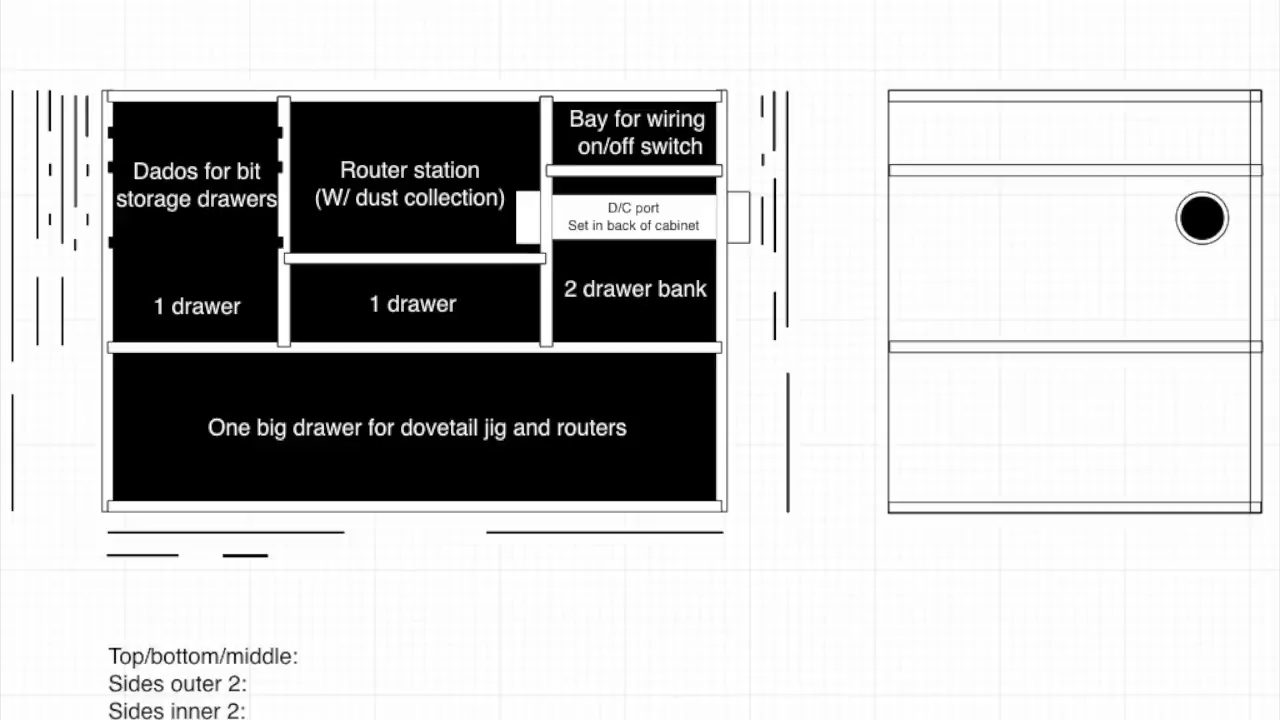 Dados for bit
storage drawers
1 drawer
Router station
(W/ dust collection)
1 drawer
Bay for wiring
on/off switch
D/C port
Set in back of cabinet
2 drawer bank
One big drawer for dovetail jig and routers
Top/bottom/middle:
Sides outer 2:
Sides inner 2: